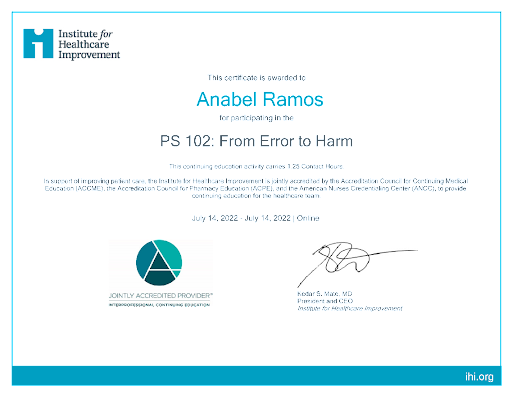 Institute for
Healthcare
Improvement
This certificate is awarded to
Anabel Ramos
for participating in the
PS 102: From Error to Harm
This continuing education activity carries 1.25 Contact Hours
In support of improving patient care, the Institute for Healthcare Improvement is jointly accredited by the Accreditation Council for Continuing Medical
Education (ACCME), the Accreditation Council for Pharmacy Education (ACPE), and the American Nurses Credentialing Center (ANCC), to provide
continuing education for the healthcare team
July 14, 2022 - July 14, 2022 | Online
JOINTLY ACCREDITED PROVIDER™
INTERPROFESSIONAL CONTINUING EDUCATION
Kedar S. Mate, MD
President and CEO
Institute for Healthcare Improvement
ihi.org